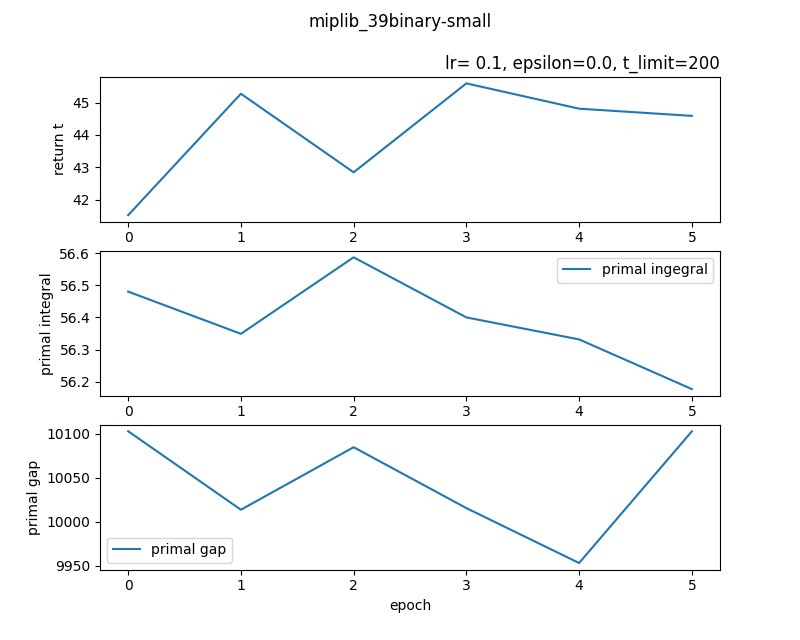 miplib_39binary-small
lr= 0.1, epsilon=0.0, t_limit=200
return t
45
44
43
42
0 1 2 3 4 5
primal integral
56.6
56.5
56.4
56.3
56.2
primal ingegral
0 1 2 3 4 5
primal gap
10100
10050
10000
9950
primal gap
0 1 2 3 4 5
epoch